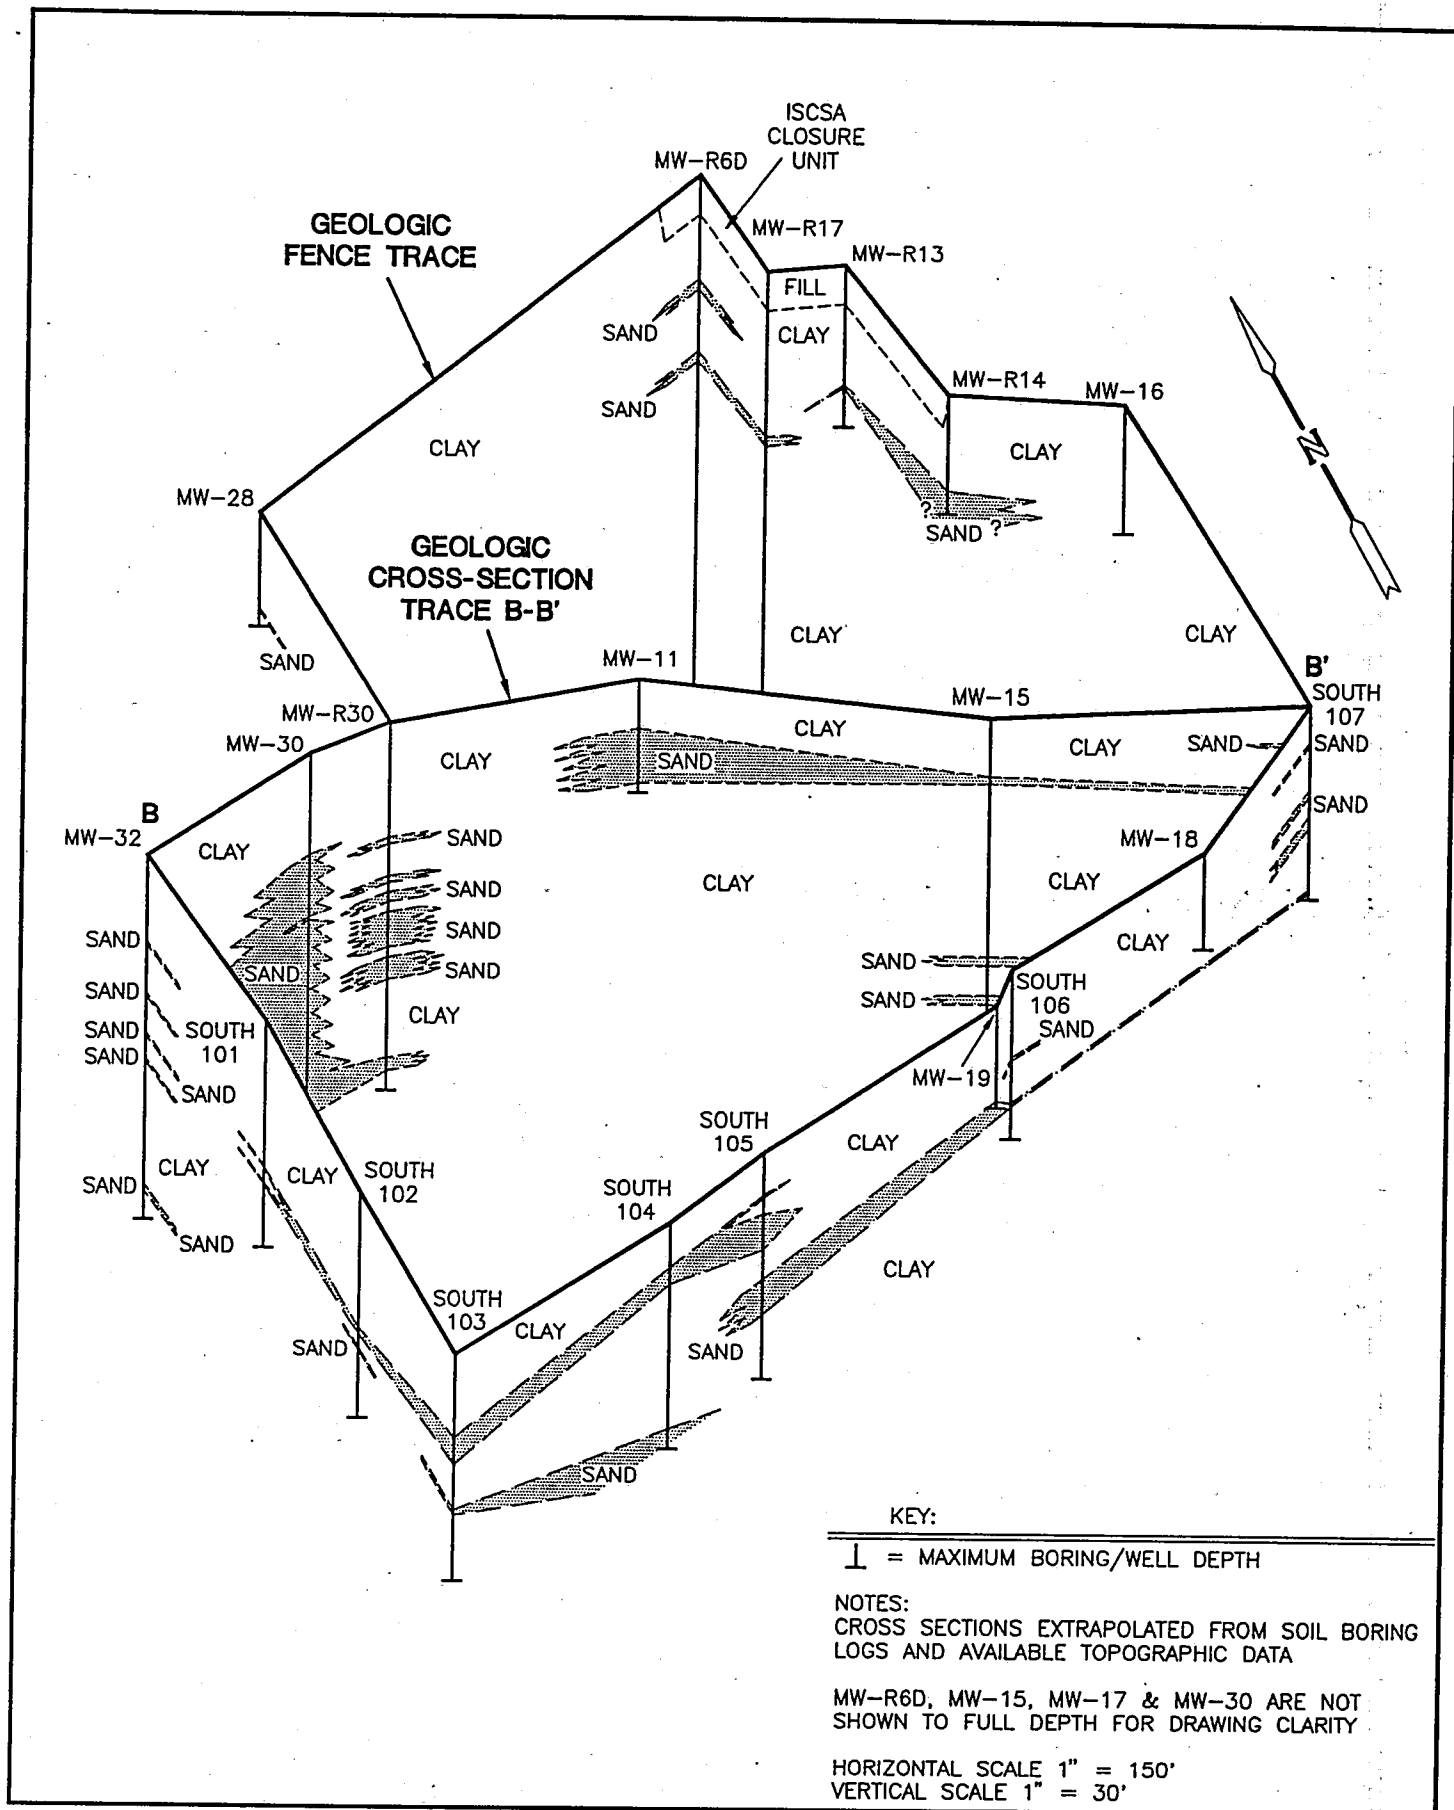 ISCSA
CLOSURE
UNIT
MW-R6D
MW-R17
MW-R13
GEOLOGIC
FENCE TRACE
FILL
SAND
CLAY
SAND
MW-R14
MW-16
CLAY
CLAY
MW-28
N
?
SAND ?
GEOLOGIC
CROSS-SECTION
TRACE B-B'
CLAY
CLAY
SAND
MW-11
B'
SOUTH
107
MW-15
MW-R30
MW-30
CLAY
CLAY
SAND
SAND
CLAY
SAND
SAND
B
MW-32
CLAY
SAND
MW-18
CLAY
SAND
CLAY
SAND
SAND
SAND
CLAY
SAND
SAND
SAND
SAND
SOUTH
106
SAND
CLAY
SAND
SAND
SOUTH
101
SAND
MW-19
SAND
SOUTH
105
CLAY
CLAY
CLAY
SOUTH
102
SAND
SOUTH
104
SAND
CLAY
SOUTH
103
CLAY
SAND
SAND
SAND
KEY:
⊥ = MAXIMUM BORING/WELL DEPTH
NOTES:
CROSS SECTIONS EXTRAPOLATED FROM SOIL BORING
LOGS AND AVAILABLE TOPOGRAPHIC DATA
MW-R6D, MW-15, MW-17 & MW-30 ARE NOT
SHOWN TO FULL DEPTH FOR DRAWING CLARITY
HORIZONTAL SCALE 1" = 150'
VERTICAL SCALE 1" = 30'